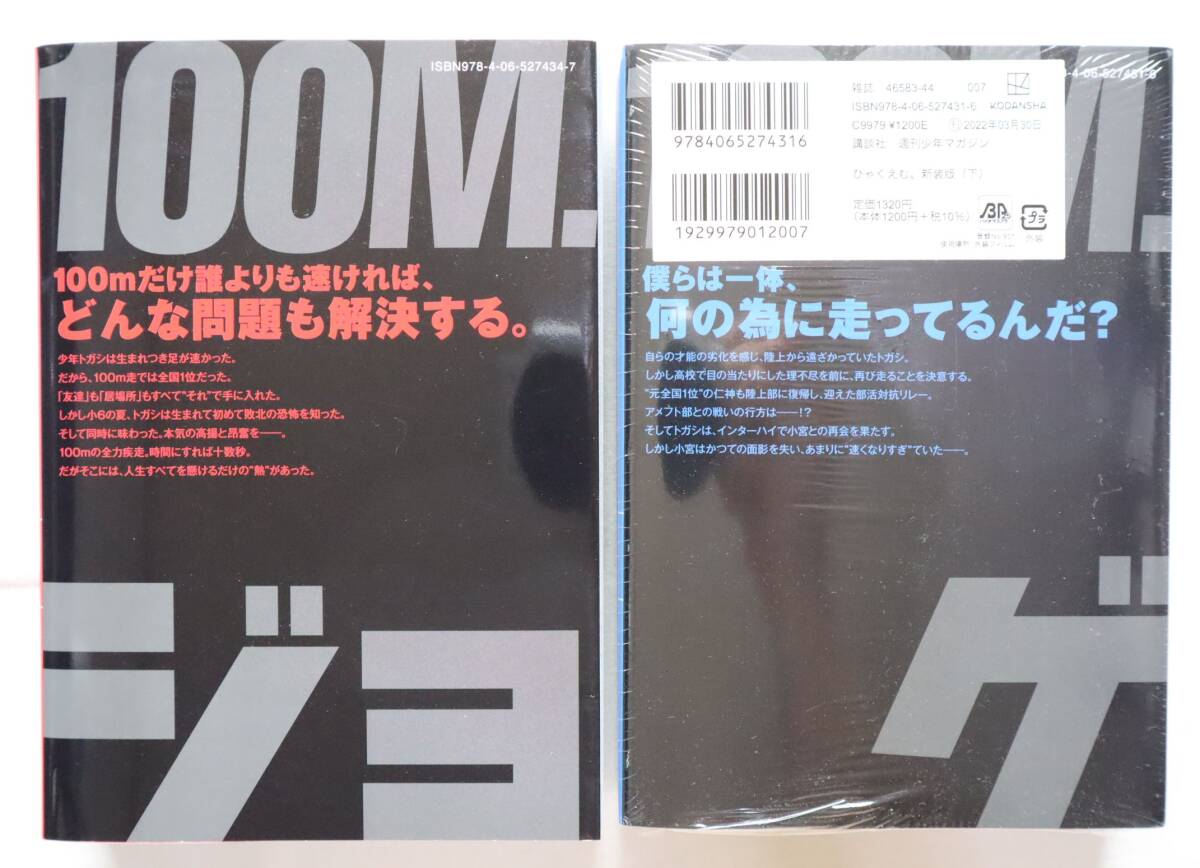 100M.
ISBN978-4-06-527434-7
100mだけ誰よりも速ければ、
どんな問題も解決する。
少年トガシは生まれつき足が速かった。
だから、100m走では全国1位だった。
「友達」も「居場所」もすべて“それ”で手に入れた。
しかし小6の夏、トガシは生まれて初めて敗北の恐怖を知った。
そして同時に味わった。本気の高揚と昂奮を——。
100mの全力疾走。時間にすれば十数秒。
だがそこには、人生すべてを懸けるだけの“熱”があった。
ジョ
9784065274316
1929979012007
雑誌 46583-44 007
ISBN978-4-06-527431-6
KODANSHA
C9979 ¥1200E 2022年03月30日
講談社 週刊少年マガジン
ひゃくえむ。新装版（下）
定価1320円
（本体1200円＋税10%）
プラ
外装
僕らは一体、
何の為に走ってるんだ？
自らの才能の劣化を感じ、陸上から遠ざかっていたトガシ。
しかし高校で目の当たりにした理不尽を前に、再び走ることを決意する。
“元全国1位”の仁神も陸上部に復帰し、迎えた部活対抗リレー。
アメフト部との戦いの行方は——！？
そしてトガシは、インターハイで小宮との再会を果たす。
しかし小宮はかつての面影を失い、あまりに“速くなりすぎ”ていた——。
ゲ